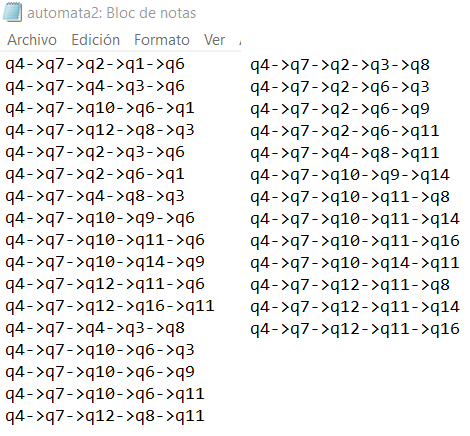 automata2: Bloc de notas
Archivo Edición Formato Ver
q4->q7->q2->q1->q6
q4->q7->q4->q3->q6
q4->q7->q10->q6->q1
q4->q7->q12->q8->q3
q4->q7->q2->q3->q6
q4->q7->q2->q6->q1
q4->q7->q4->q8->q3
q4->q7->q10->q9->q6
q4->q7->q10->q11->q6
q4->q7->q10->q14->q9
q4->q7->q12->q11->q6
q4->q7->q12->q16->q11
q4->q7->q4->q3->q8
q4->q7->q10->q6->q3
q4->q7->q10->q6->q9
q4->q7->q10->q6->q11
q4->q7->q12->q8->q11
q4->q7->q2->q3->q8
q4->q7->q2->q6->q3
q4->q7->q2->q6->q9
q4->q7->q2->q6->q11
q4->q7->q4->q8->q11
q4->q7->q10->q9->q14
q4->q7->q10->q11->q8
q4->q7->q10->q11->q14
q4->q7->q10->q11->q16
q4->q7->q10->q14->q11
q4->q7->q12->q11->q8
q4->q7->q12->q11->q14
q4->q7->q12->q11->q16